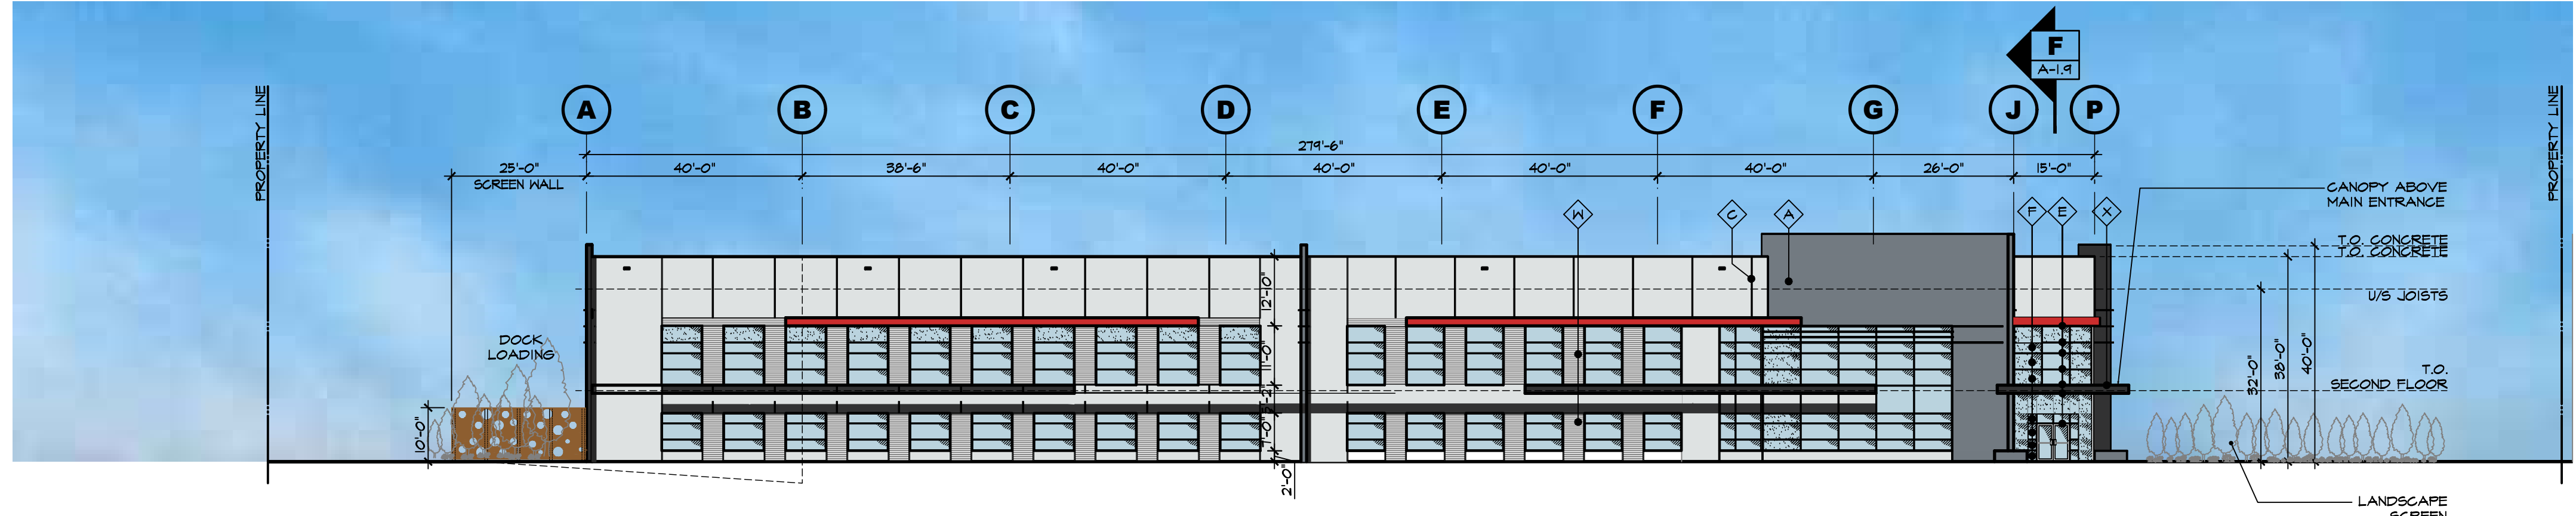 F
A-1.9
PROPERTY LINE
A
B
C
D
E
F
G
J
P
PROPERTY LINE
279'-6"
25'-0"
40'-0"
38'-6"
40'-0"
40'-0"
40'-0"
40'-0"
26'-0"
15'-0"
SCREEN WALL
CANOPY ABOVE
MAIN ENTRANCE
W
C
A
F
E
X
T.O. CONCRETE
T.O. CONCRETE
U/S JOISTS
12'-10"
DOCK
LOADING
11'-0"
32'-0"
38'-0"
40'-0"
T.O.
SECOND FLOOR
10'-0"
7'-0"
2'-0"
LANDSCAPE
SCREEN